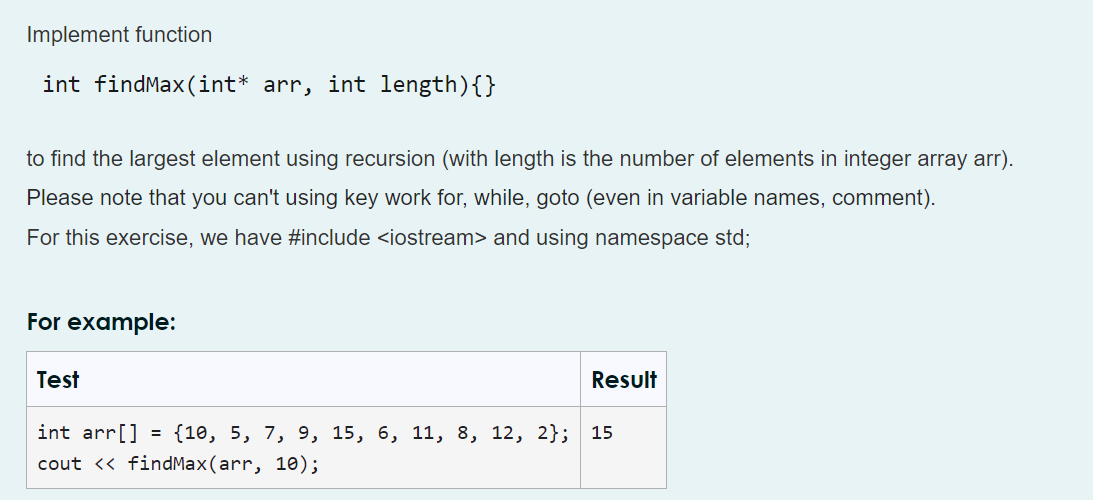 Implement function
int findMax(int* arr, int length){}
to find the largest element using recursion (with length is the number of elements in integer array arr).
Please note that you can't using key work for, while, goto (even in variable names, comment).
For this exercise, we have #include <iostream> and using namespace std;
For example:
Test Result
int arr[] = {10, 5, 7, 9, 15, 6, 11, 8, 12, 2}; 15
cout << findMax(arr, 10);